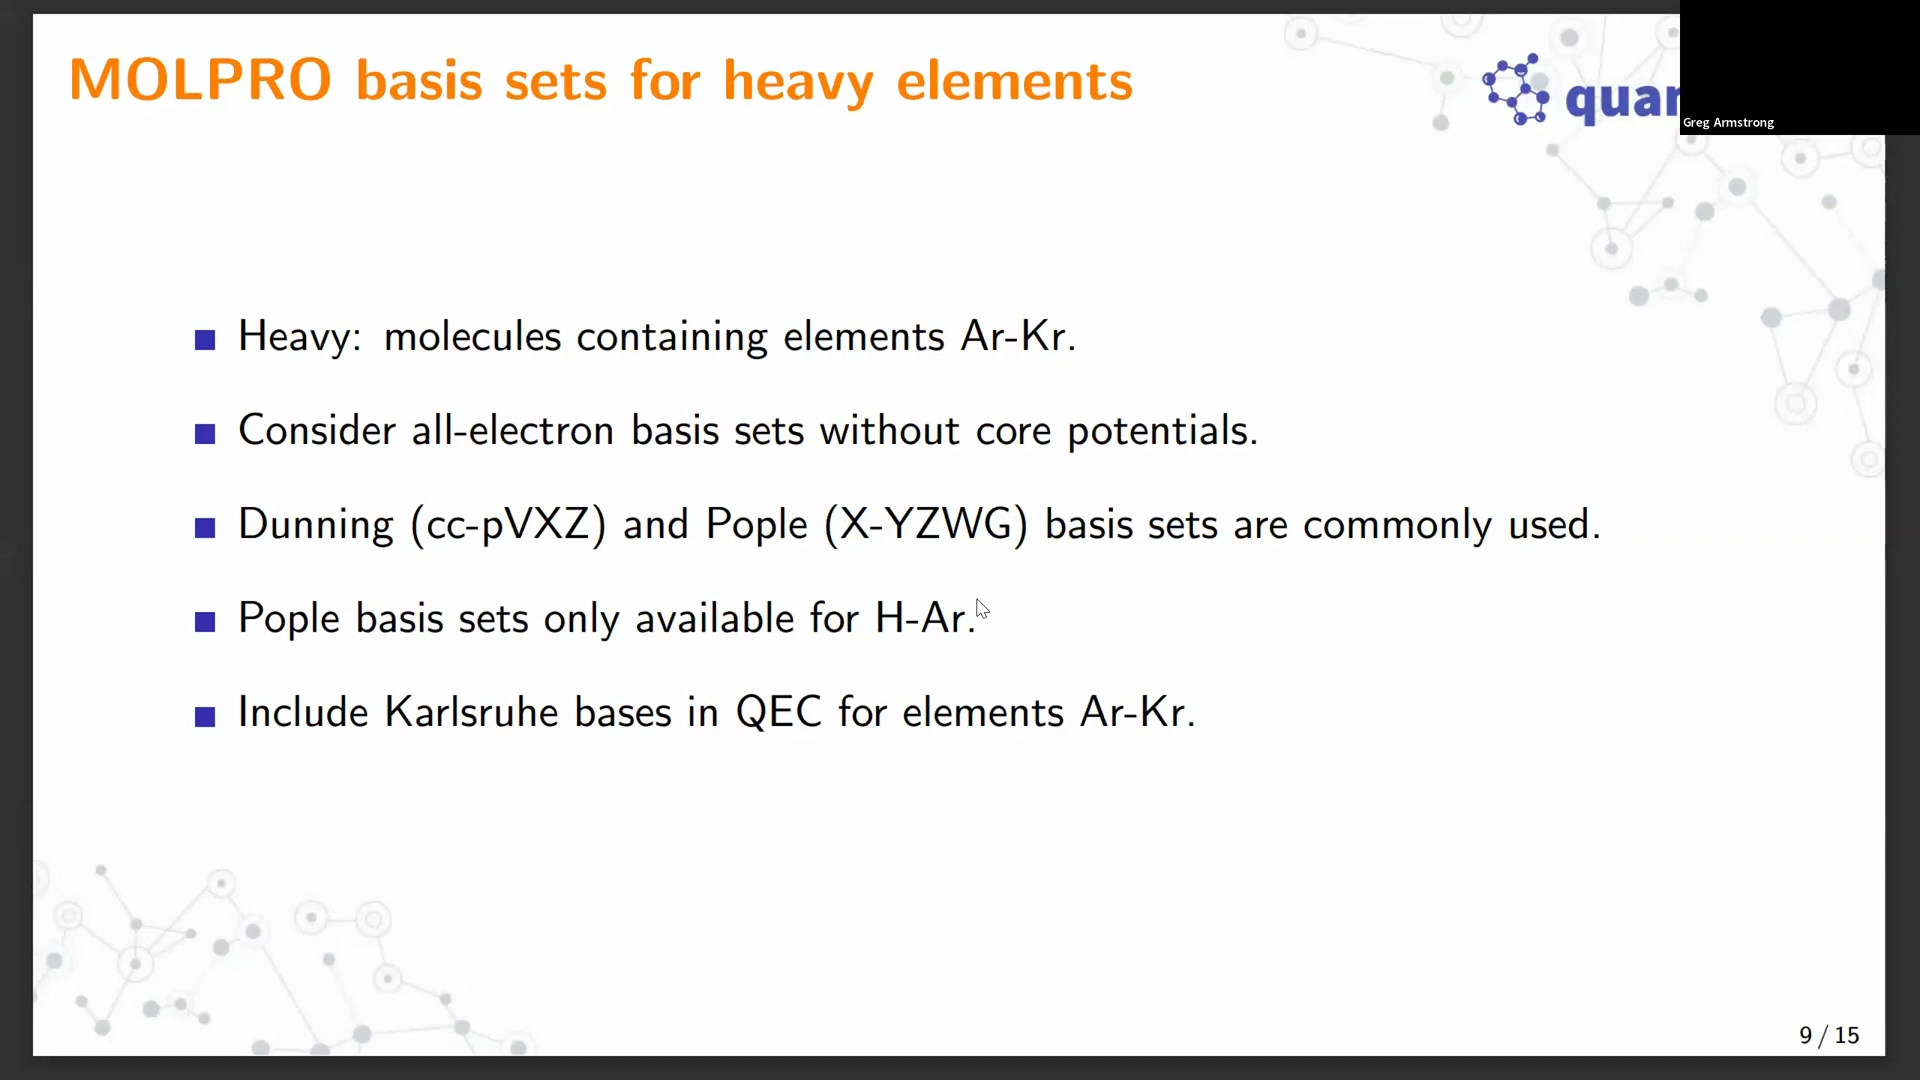 MOLPRO basis sets for heavy elements
Greg Armstrong
Heavy: molecules containing elements Ar-Kr.
Consider all-electron basis sets without core potentials.
Dunning (cc-pVXZ) and Pople (X-YZWG) basis sets are commonly used.
Pople basis sets only available for H-Ar.
Include Karlsruhe bases in QEC for elements Ar-Kr.
9 / 15